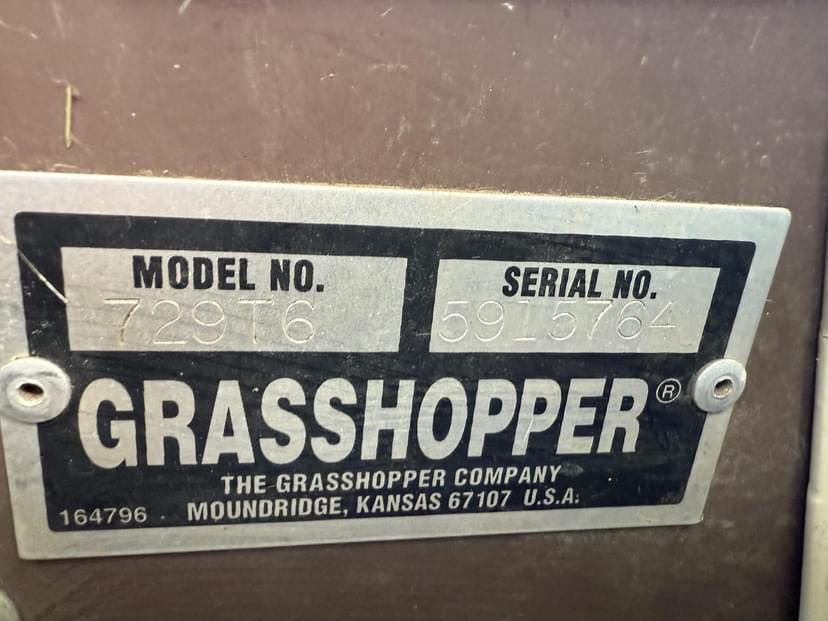 MODEL NO.
729T6
SERIAL NO.
5915764
GRASSHOPPER®
THE GRASSHOPPER COMPANY
164796 MOUNDRIDGE, KANSAS 67107 U.S.A.